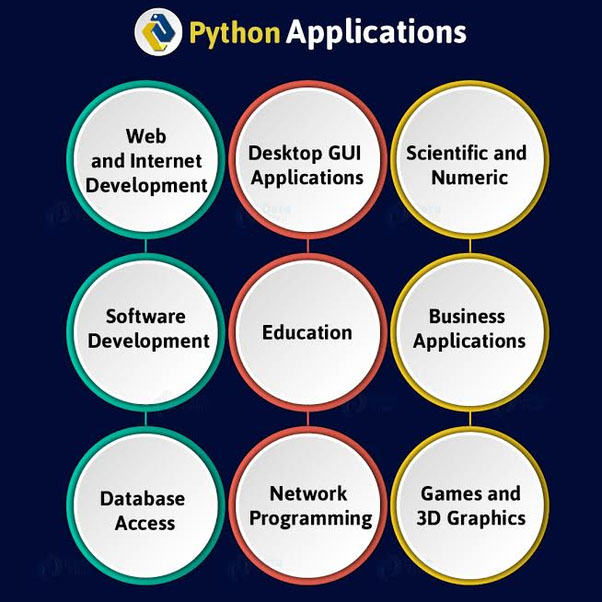 Python Applications
Web
and Internet
Development
Desktop GUI
Applications
Scientific and
Numeric
Software
Development
Education
Business
Applications
Database
Access
Network
Programming
Games and
3D Graphics